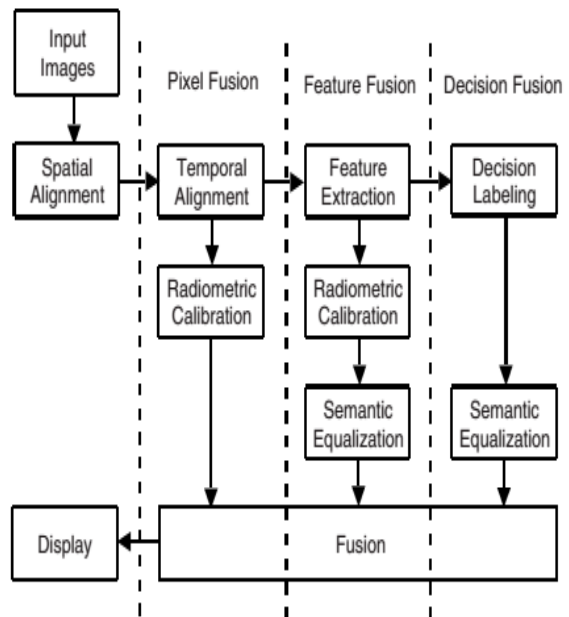 Input
Images
Pixel Fusion
Feature Fusion
Decision Fusion
Spatial
Alignment
Temporal
Alignment
Feature
Extraction
Decision
Labeling
Radiometric
Calibration
Radiometric
Calibration
Semantic
Equalization
Semantic
Equalization
Display
Fusion